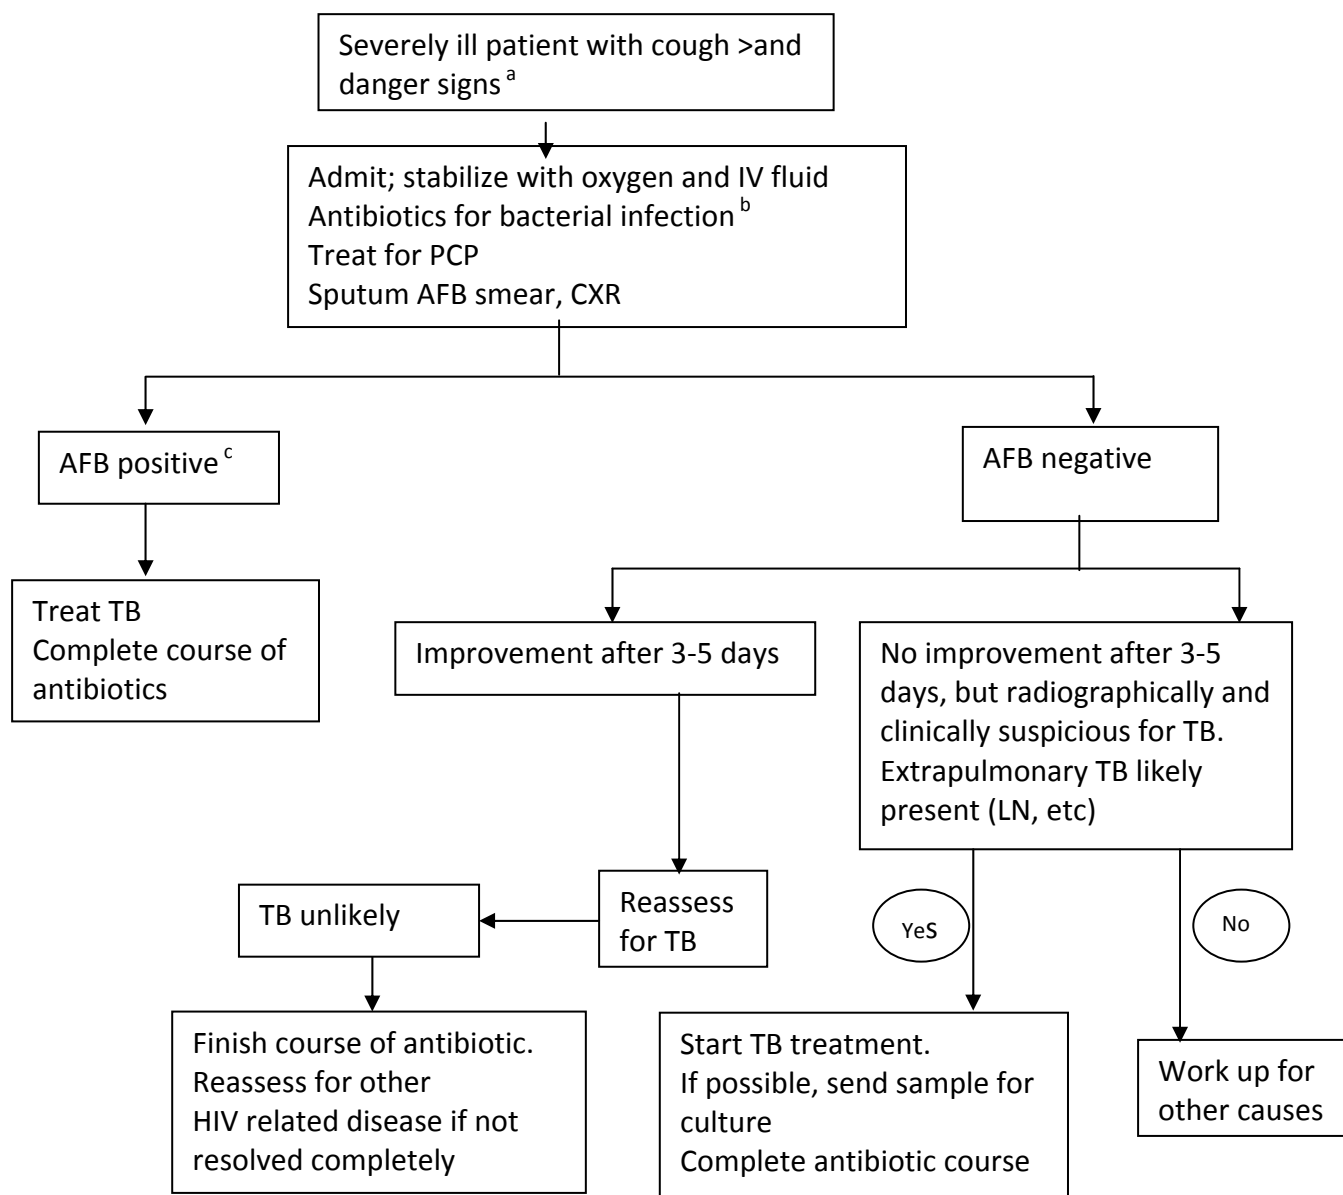 Severely ill patient with cough >and
danger signs a
Admit; stabilize with oxygen and IV fluid
Antibiotics for bacterial infection b
Treat for PCP
Sputum AFB smear, CXR
AFB positive c
AFB negative
Treat TB
Complete course of
antibiotics
Improvement after 3-5 days
No improvement after 3-5
days, but radiographically and
clinically suspicious for TB.
Extrapulmonary TB likely
present (LN, etc)
TB unlikely
Reassess
for TB
Yes
No
Finish course of antibiotic.
Reassess for other
HIV related disease if not
resolved completely
Start TB treatment.
If possible, send sample for
culture
Complete antibiotic course
Work up for
other causes